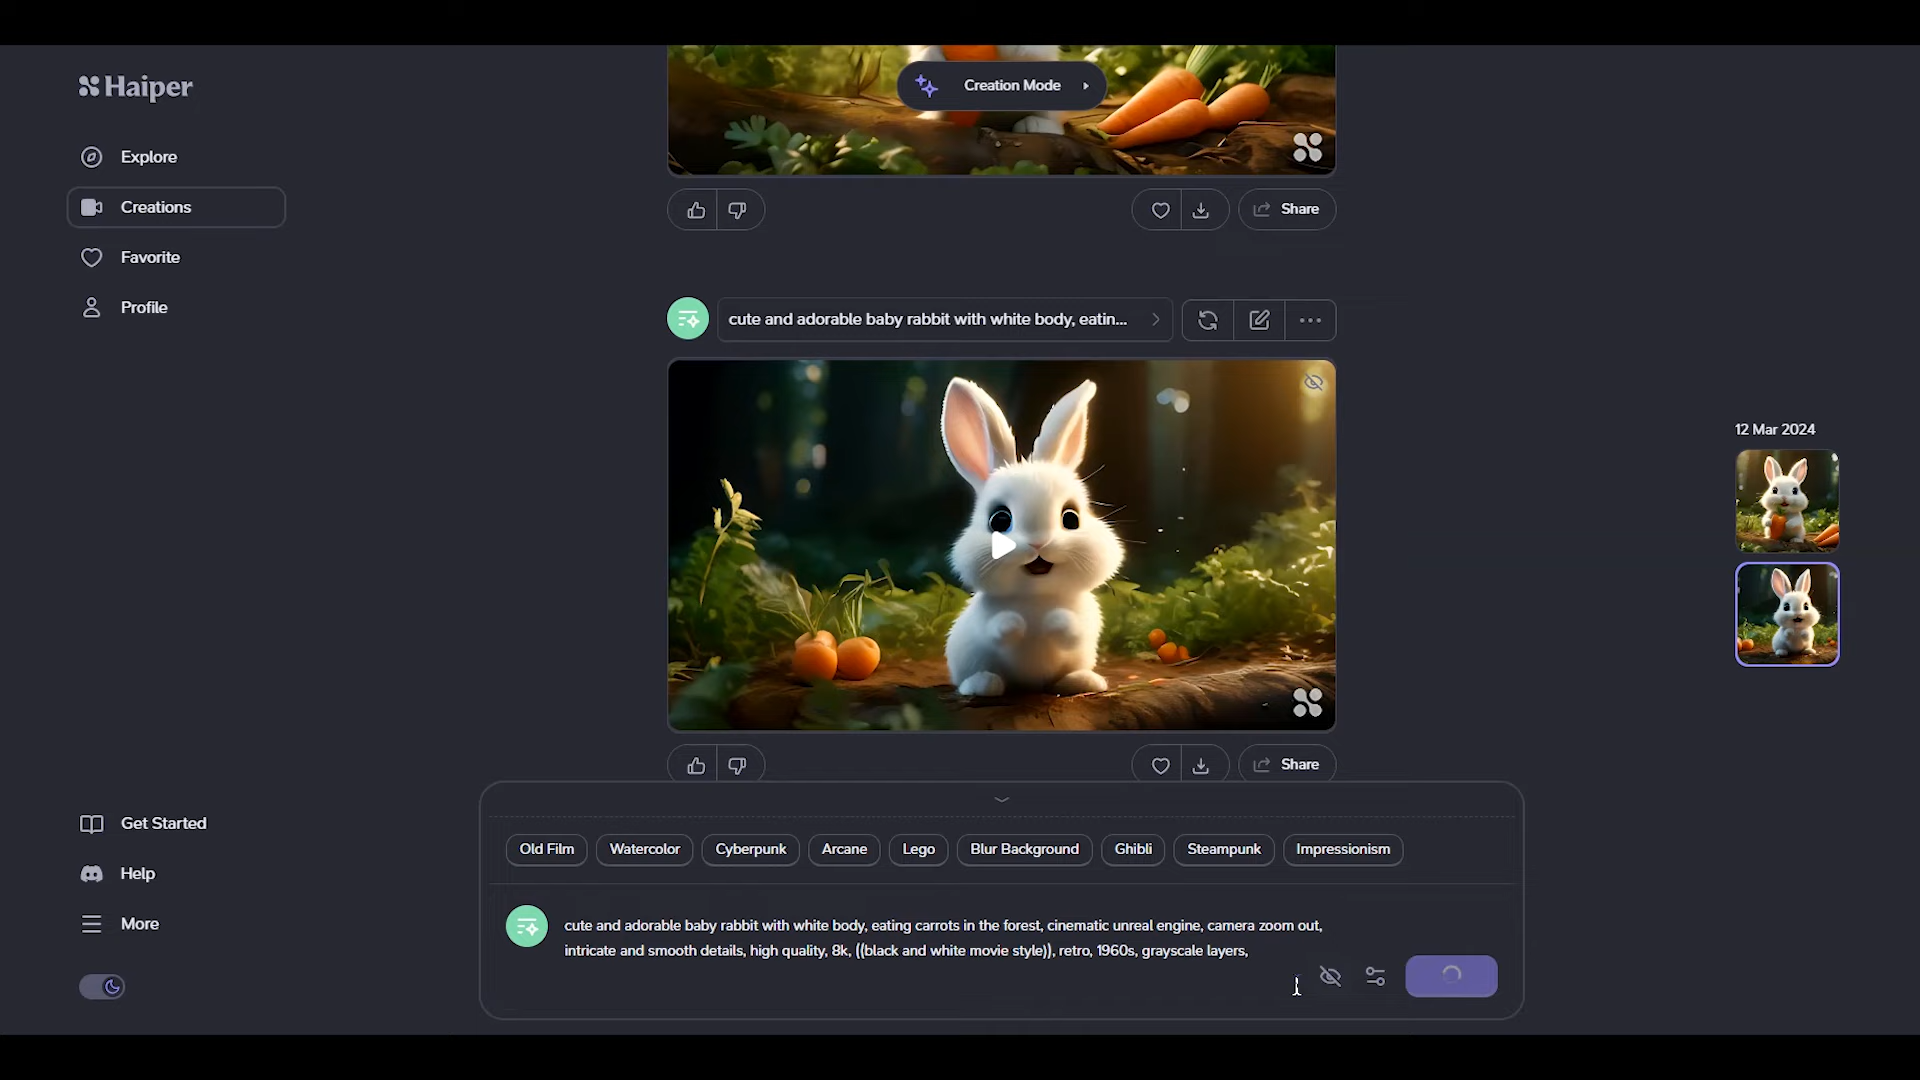 Haiper
Creation Mode
Explore
Creations
Share
Favorite
Profile
cute and adorable baby rabbit with white body, eatin...
12 Mar 2024
Share
Get Started
Old Film Watercolor Cyberpunk Arcane Lego Blur Background Ghibli Steampunk Impressionism
Help
More
cute and adorable baby rabbit with white body, eating carrots in the forest, cinematic unreal engine, camera zoom out,
intricate and smooth details, high quality, 8k, ((black and white movie style)), retro, 1960s, grayscale layers,